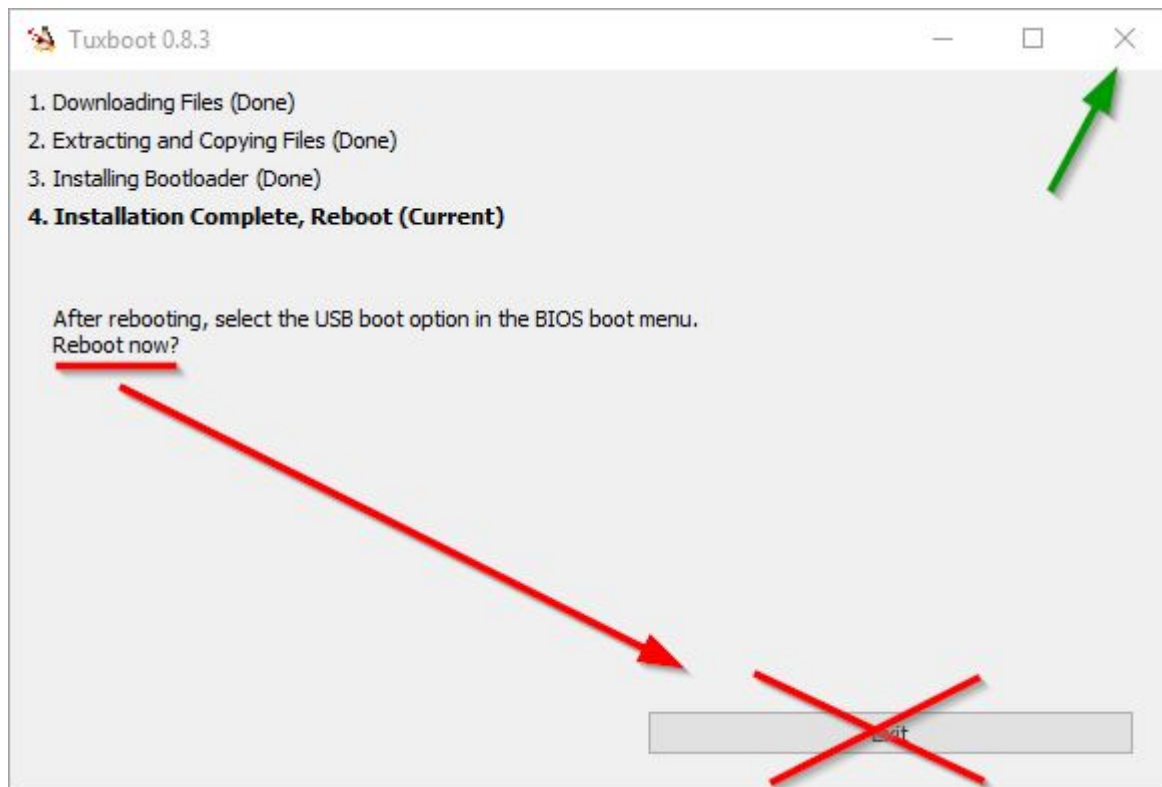 Tuxboot 0.8.3
1. Downloading Files (Done)
2. Extracting and Copying Files (Done)
3. Installing Bootloader (Done)
4. Installation Complete, Reboot (Current)
After rebooting, select the USB boot option in the BIOS boot menu.
Reboot now?
Exit